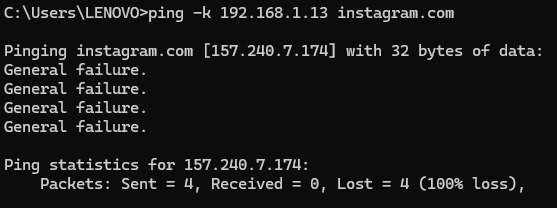 C:\Users\LENOVO>ping -k 192.168.1.13 instagram.com
Pinging instagram.com [157.240.7.174] with 32 bytes of data:
General failure.
General failure.
General failure.
General failure.
Ping statistics for 157.240.7.174:
    Packets: Sent = 4, Received = 0, Lost = 4 (100% loss),